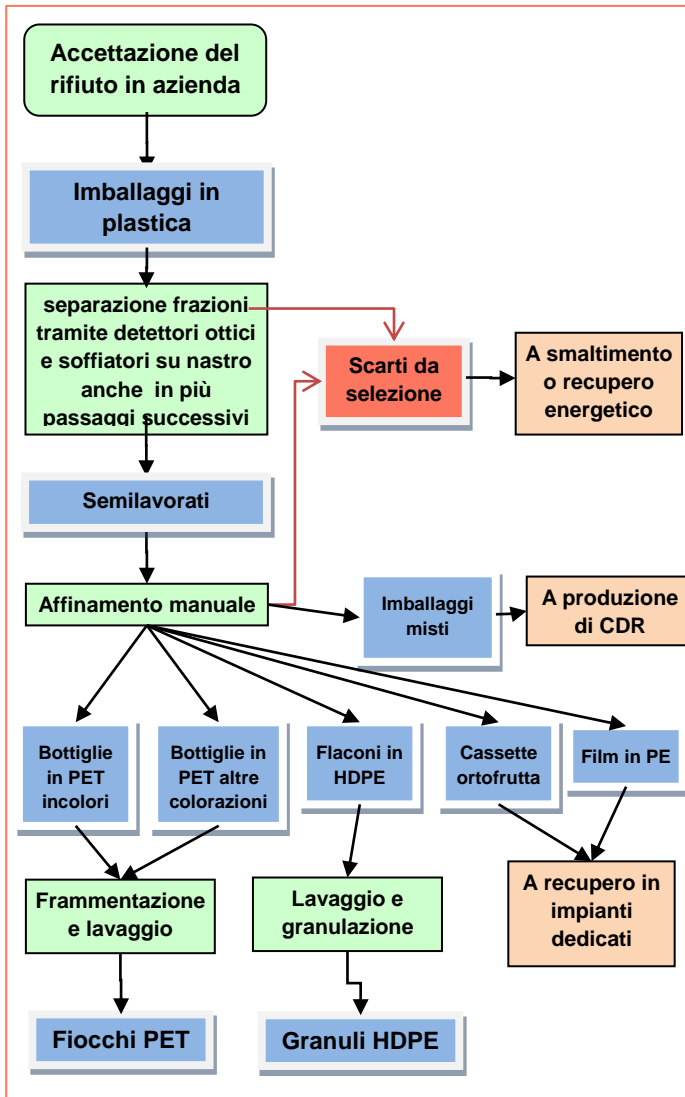 Accettazione del
rifiuto in azienda
Imballaggi in
plastica
separazione frazioni
tramite detettori ottici
e soffiatori su nastro
anche in più
passaggi successivi
Scarti da
selezione
A smaltimento
o recupero
energetico
Semilavorati
Affinamento manuale
Imballaggi
misti
A produzione
di CDR
Bottiglie
in PET
incolori
Bottiglie in
PET altre
colorazioni
Flaconi in
HDPE
Cassette
ortofrutta
Film in PE
Frammentazione
e lavaggio
Lavaggio e
granulazione
A recupero in
impianti
dedicati
Fiocchi PET
Granuli HDPE